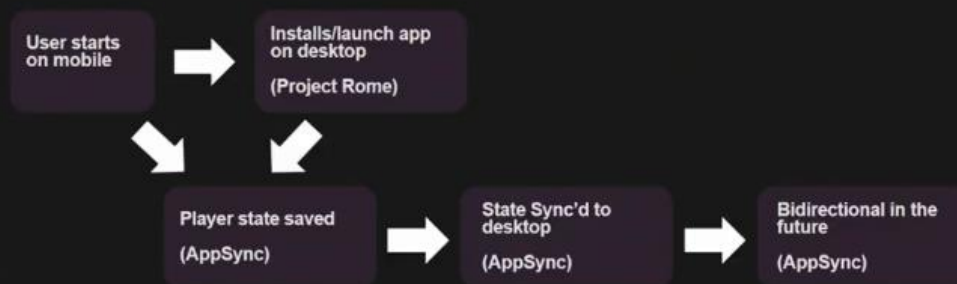 User starts
on mobile
Installs/launch app
on desktop
(Project Rome)
Player state saved
(AppSync)
State Sync'd to
desktop
(AppSync)
Bidirectional in the
future
(AppSync)